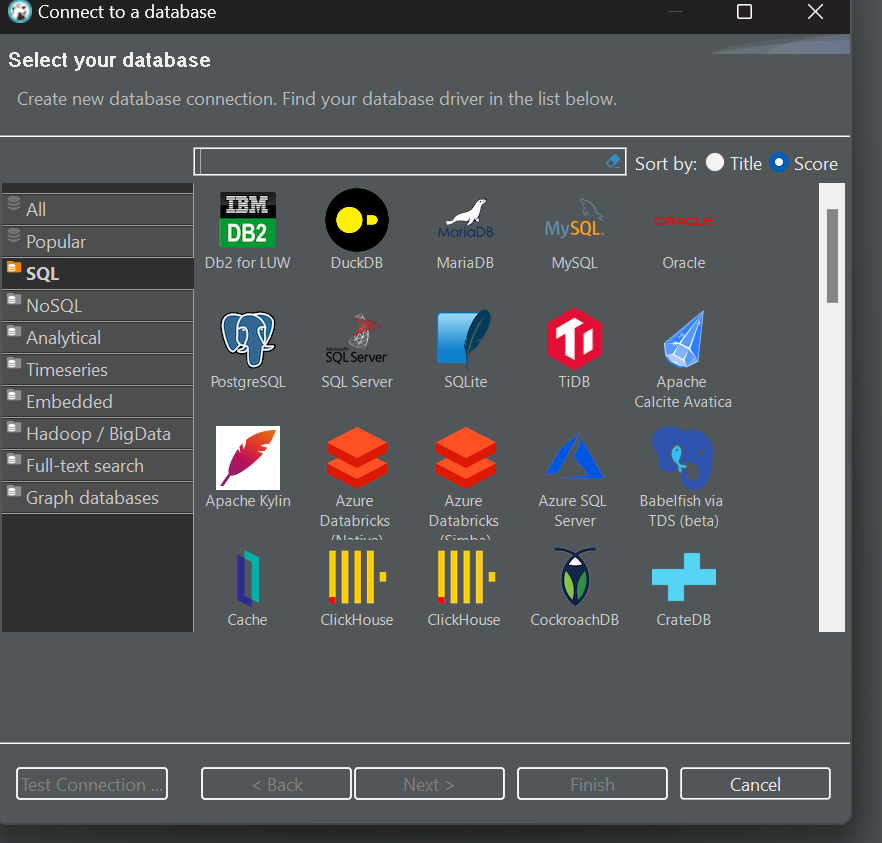 Connect to a database
Select your database
Create new database connection. Find your database driver in the list below.
Sort by: Title Score
All
Popular
SQL
NoSQL
Analytical
Timeseries
Embedded
Hadoop / BigData
Full-text search
Graph databases
IBM
DB2
Db2 for LUW
DuckDB
MariaDB
MariaDB
MySQL
MySQL
ORACLE
Oracle
PostgreSQL
Microsoft
SQL Server
SQL Server
SQLite
TiDB
Apache
Calcite Avatica
Apache Kylin
Azure
Databricks
(Native)
Azure
Databricks
(Simba)
Azure SQL
Server
Babelfish via
TDS (beta)
Cache
ClickHouse
ClickHouse
CockroachDB
CrateDB
Test Connection ...
< Back
Next >
Finish
Cancel